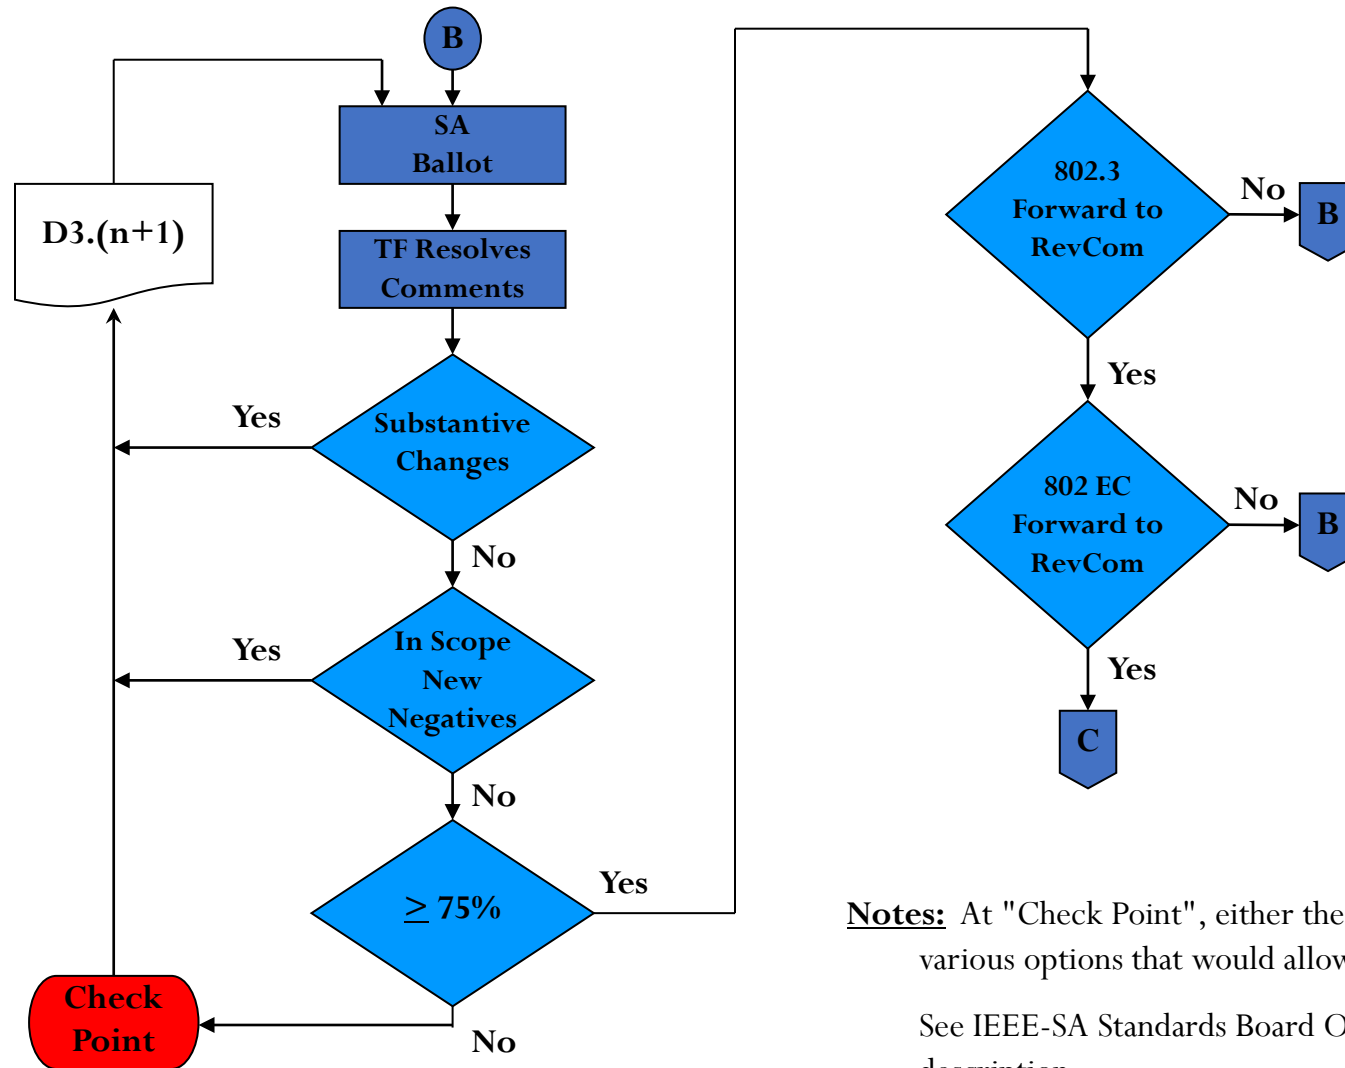 B
SA
Ballot
D3.(n+1)
TF Resolves
Comments
Substantive
Changes
Yes
No
In Scope
New
Negatives
Yes
No
≥ 75%
Yes
No
Check
Point
802.3
Forward to
RevCom
No
B
Yes
802 EC
Forward to
RevCom
No
B
Yes
C
Notes: At "Check Point", either the
various options that would allow
See IEEE-SA Standards Board O
description